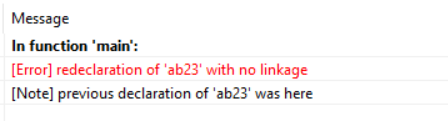 Message
In function 'main':
[Error] redeclaration of 'ab23' with no linkage
[Note] previous declaration of 'ab23' was here